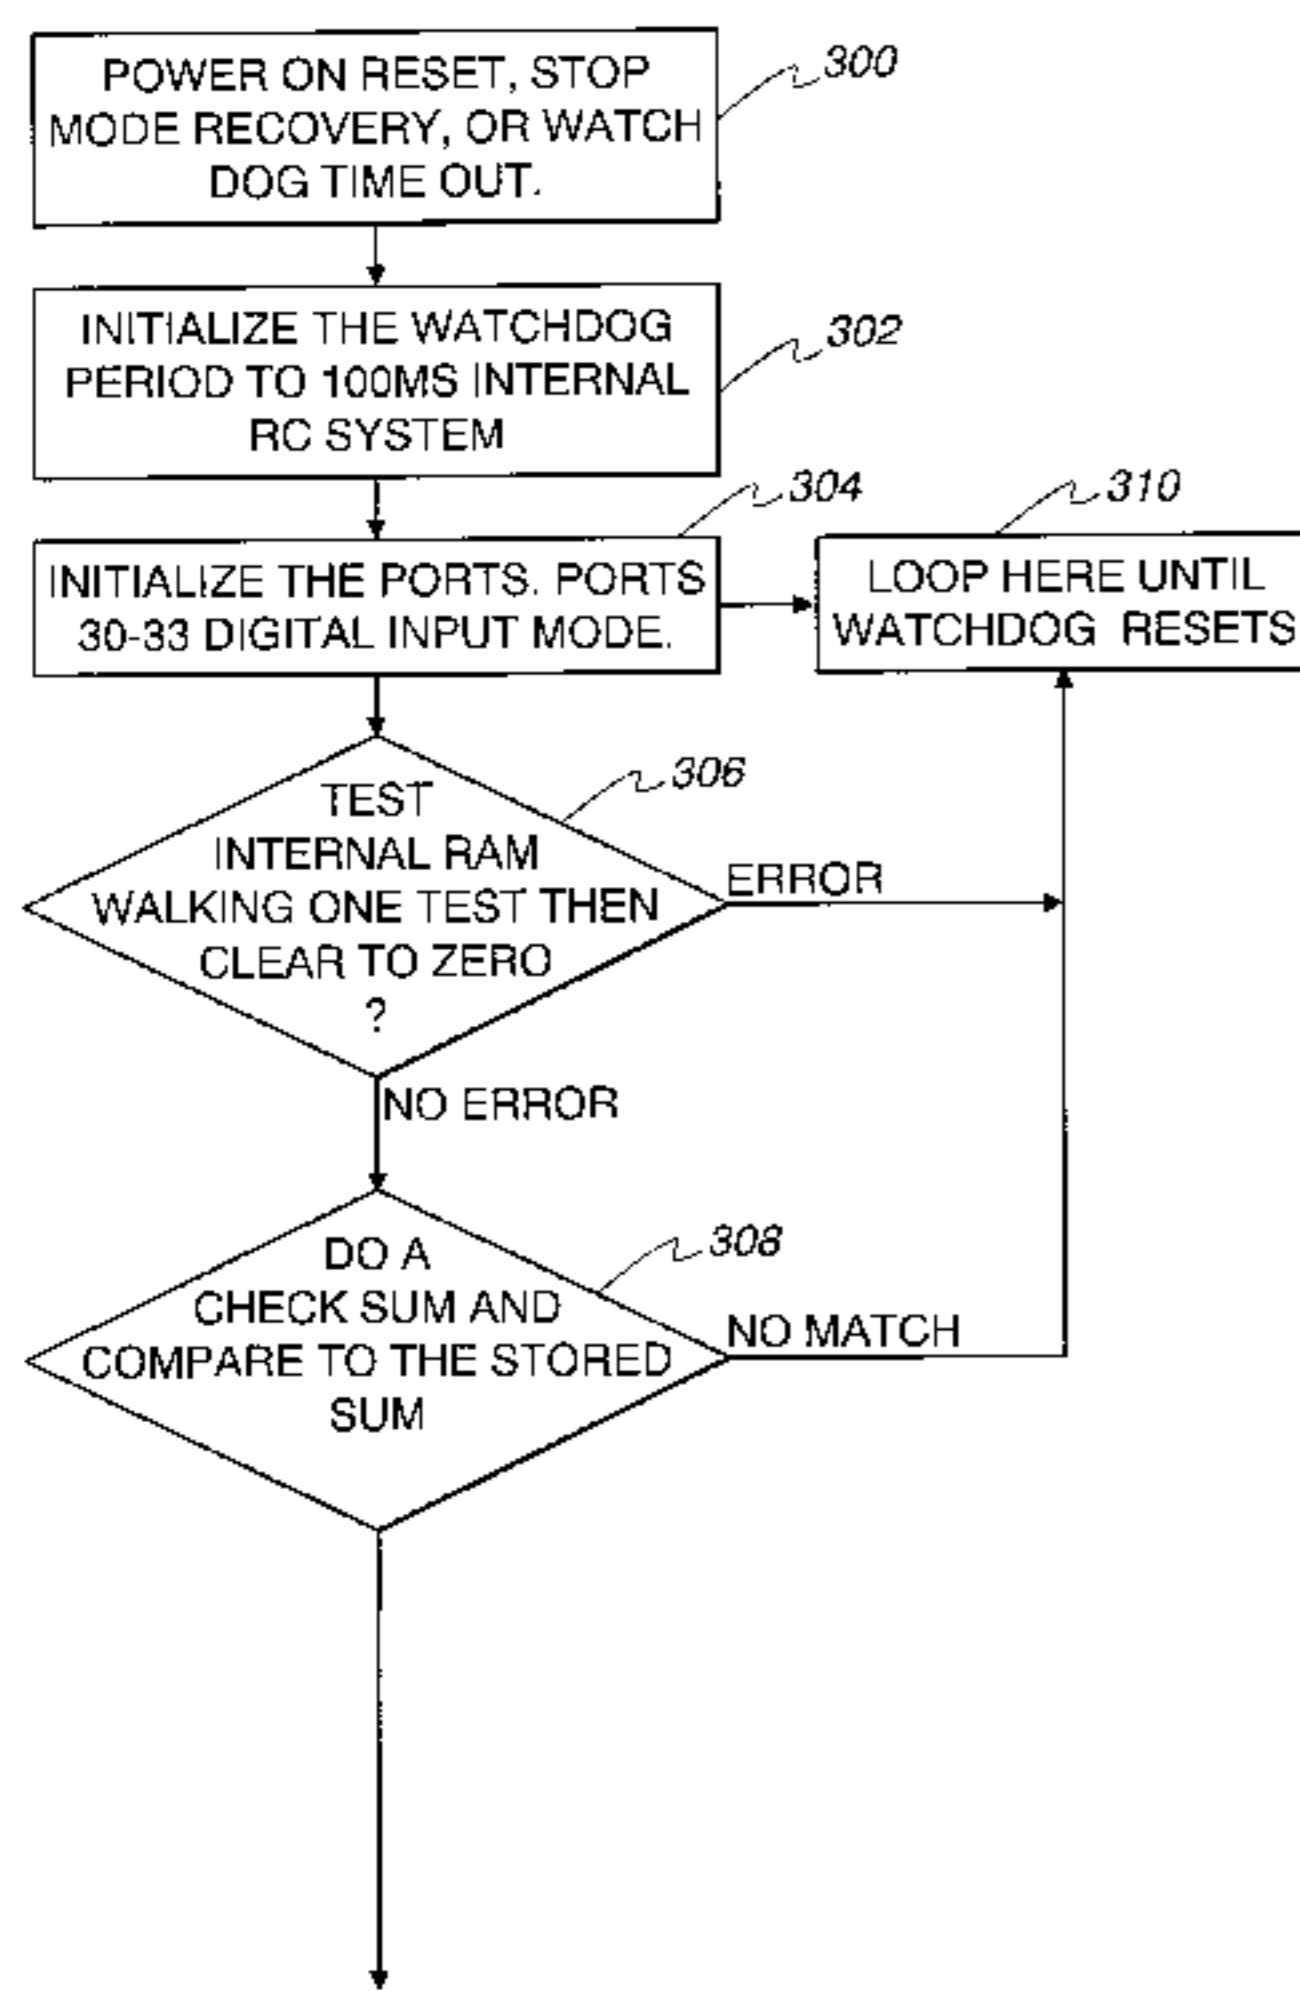 POWER ON RESET, STOP
MODE RECOVERY, OR WATCH
DOG TIME OUT.
300
INITIALIZE THE WATCHDOG
PERIOD TO 100MS INTERNAL
RC SYSTEM
302
INITIALIZE THE PORTS. PORTS
30-33 DIGITAL INPUT MODE.
304
LOOP HERE UNTIL
WATCHDOG RESETS
310
TEST
INTERNAL RAM
WALKING ONE TEST THEN
CLEAR TO ZERO
?
306
ERROR
NO ERROR
DO A
CHECK SUM AND
COMPARE TO THE STORED
SUM
308
NO MATCH